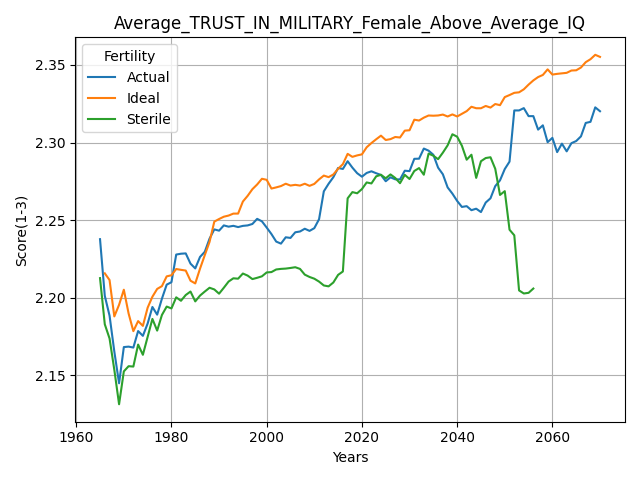 Average_TRUST_IN_MILITARY_Female_Above_Average_IQ
Fertility
Actual
Ideal
Sterile
Score(1-3)
2.35
2.30
2.25
2.20
2.15
1960
1980
2000
2020
2040
2060
Years